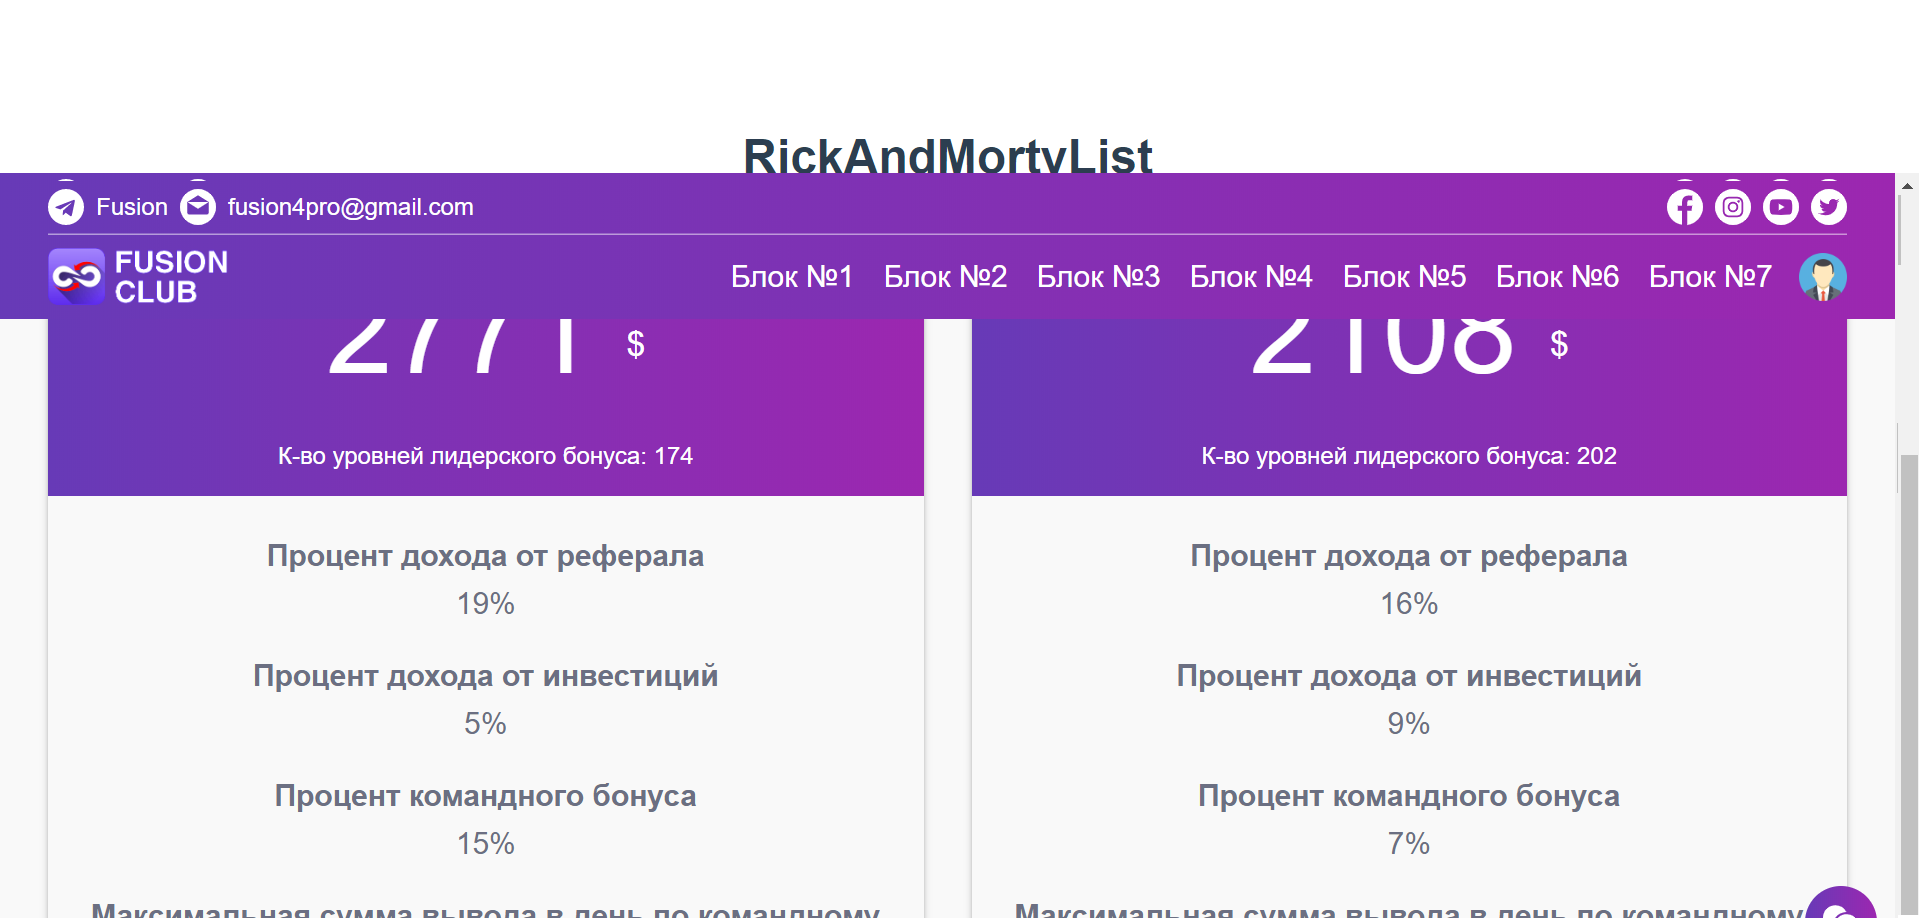 RickAndMortyList
Fusion fusion4pro@gmail.com
FUSION
CLUB
Блок №1 Блок №2 Блок №3 Блок №4 Блок №5 Блок №6 Блок №7
2771 $ 2108 $
К-во уровней лидерского бонуса: 174 К-во уровней лидерского бонуса: 202
Процент дохода от реферала Процент дохода от реферала
19% 16%
Процент дохода от инвестиций Процент дохода от инвестиций
5% 9%
Процент командного бонуса Процент командного бонуса
15% 7%
Максимальная сумма вывода в день по командному Максимальная сумма вывода в день по командному